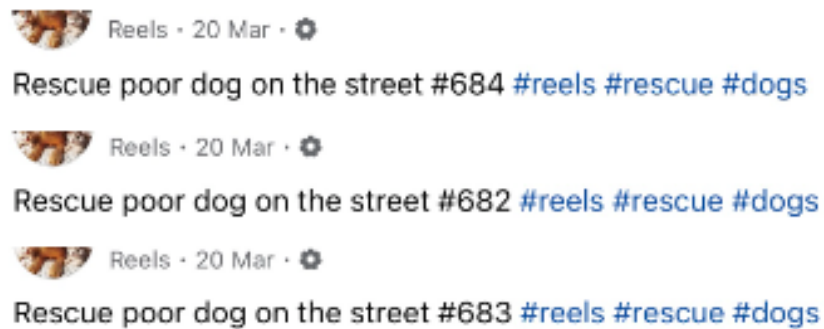 Reels · 20 Mar ·
Rescue poor dog on the street #684 #reels #rescue #dogs
Reels · 20 Mar ·
Rescue poor dog on the street #682 #reels #rescue #dogs
Reels · 20 Mar ·
Rescue poor dog on the street #683 #reels #rescue #dogs